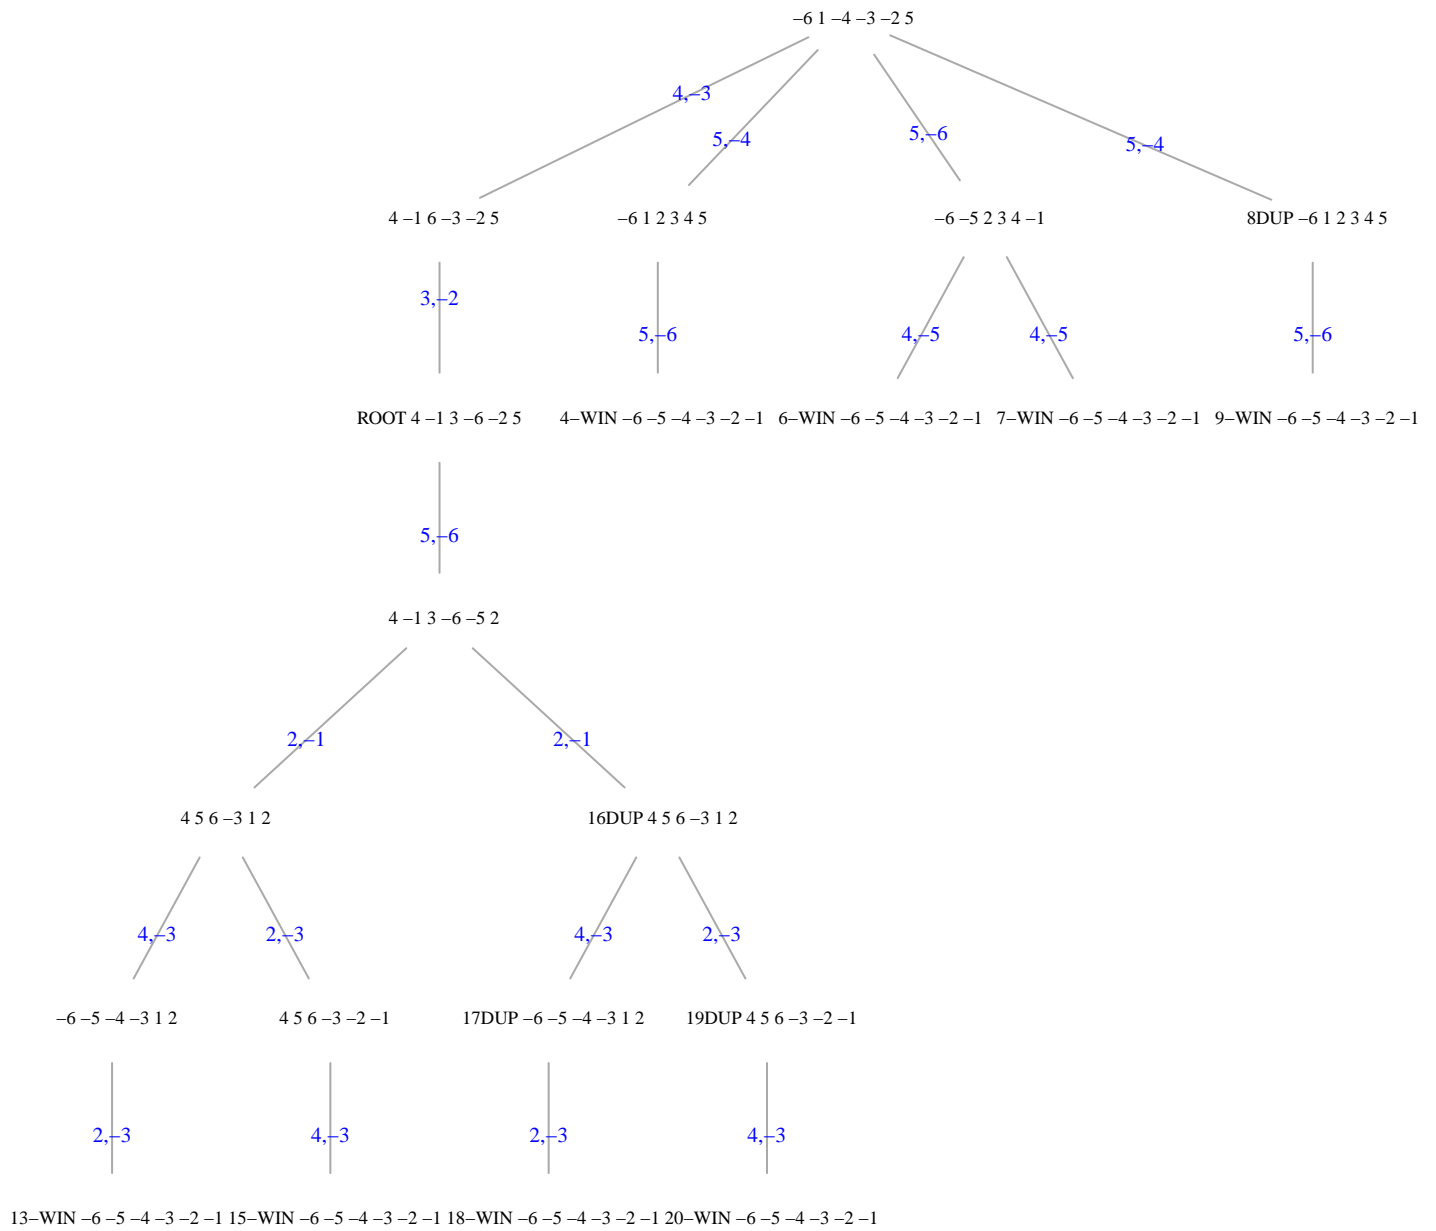 –6 1 –4 –3 –2 5
4,–3
5,–4
5,–6
5,–4
4 –1 6 –3 –2 5
–6 1 2 3 4 5
–6 –5 2 3 4 –1
8DUP –6 1 2 3 4 5
3,–2
5,–6
4,–5
4,–5
5,–6
ROOT 4 –1 3 –6 –2 5
4–WIN –6 –5 –4 –3 –2 –1
6–WIN –6 –5 –4 –3 –2 –1
7–WIN –6 –5 –4 –3 –2 –1
9–WIN –6 –5 –4 –3 –2 –1
5,–6
4 –1 3 –6 –5 2
2,–1
2,–1
4 5 6 –3 1 2
16DUP 4 5 6 –3 1 2
4,–3
2,–3
4,–3
2,–3
–6 –5 –4 –3 1 2
4 5 6 –3 –2 –1
17DUP –6 –5 –4 –3 1 2
19DUP 4 5 6 –3 –2 –1
2,–3
4,–3
2,–3
4,–3
13–WIN –6 –5 –4 –3 –2 –1
15–WIN –6 –5 –4 –3 –2 –1
18–WIN –6 –5 –4 –3 –2 –1
20–WIN –6 –5 –4 –3 –2 –1